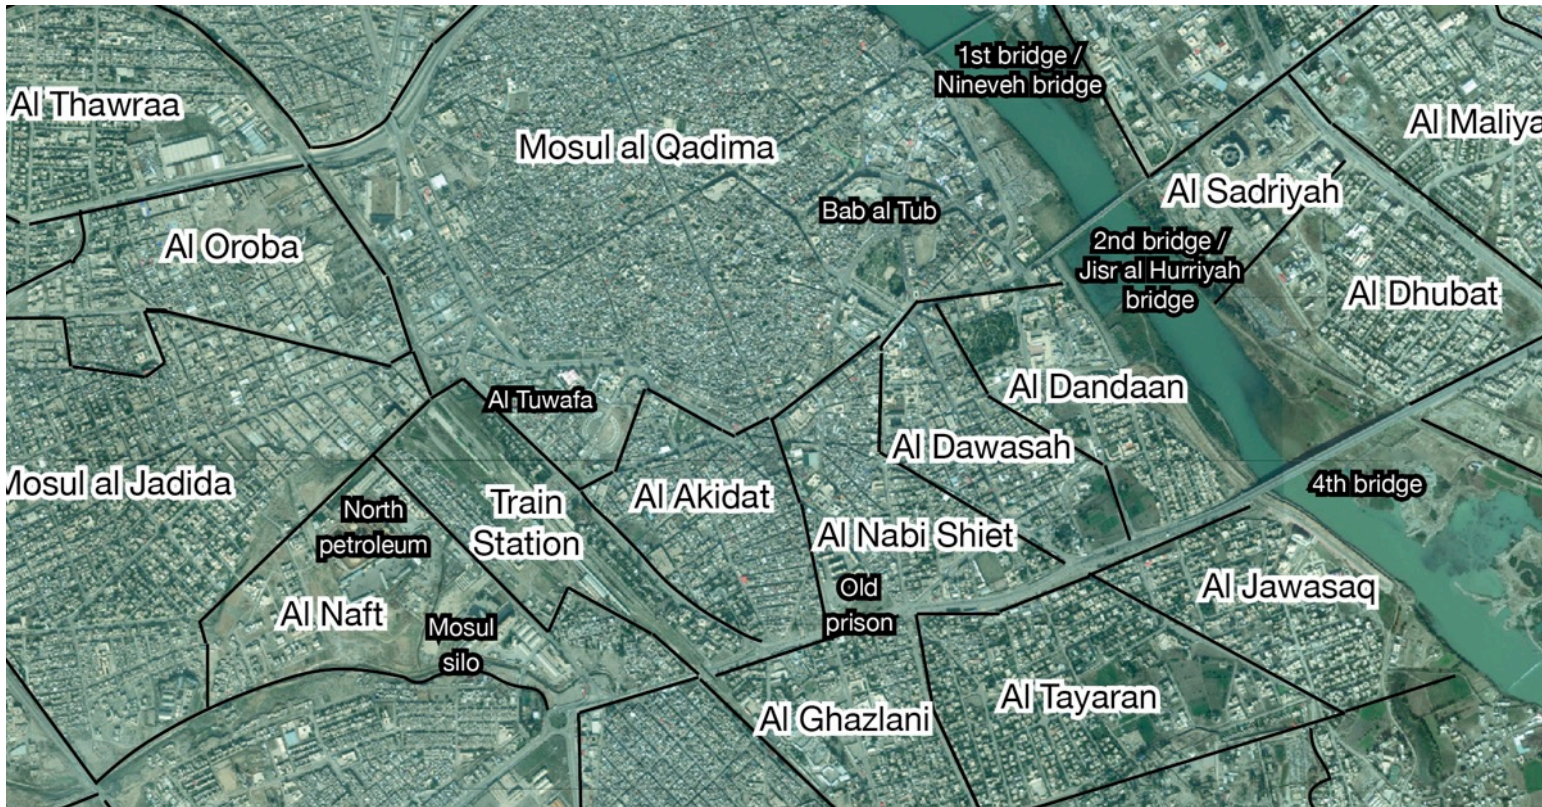 1st bridge /
Nineveh bridge
Al Thawraa
Al Maliya
Mosul al Qadima
Al Sadriyah
Bab al Tub
Al Oroba
2nd bridge /
Jisr al Hurriyah
bridge
Al Dhubat
Al Tuwafa
Al Dandaan
Al Dawasah
Mosul al Jadida
4th bridge
Al Akidat
Train
Station
North
petroleum
Al Nabi Shiet
Al Jawasaq
Old
prison
Al Naft
Mosul
silo
Al Tayaran
Al Ghazlani